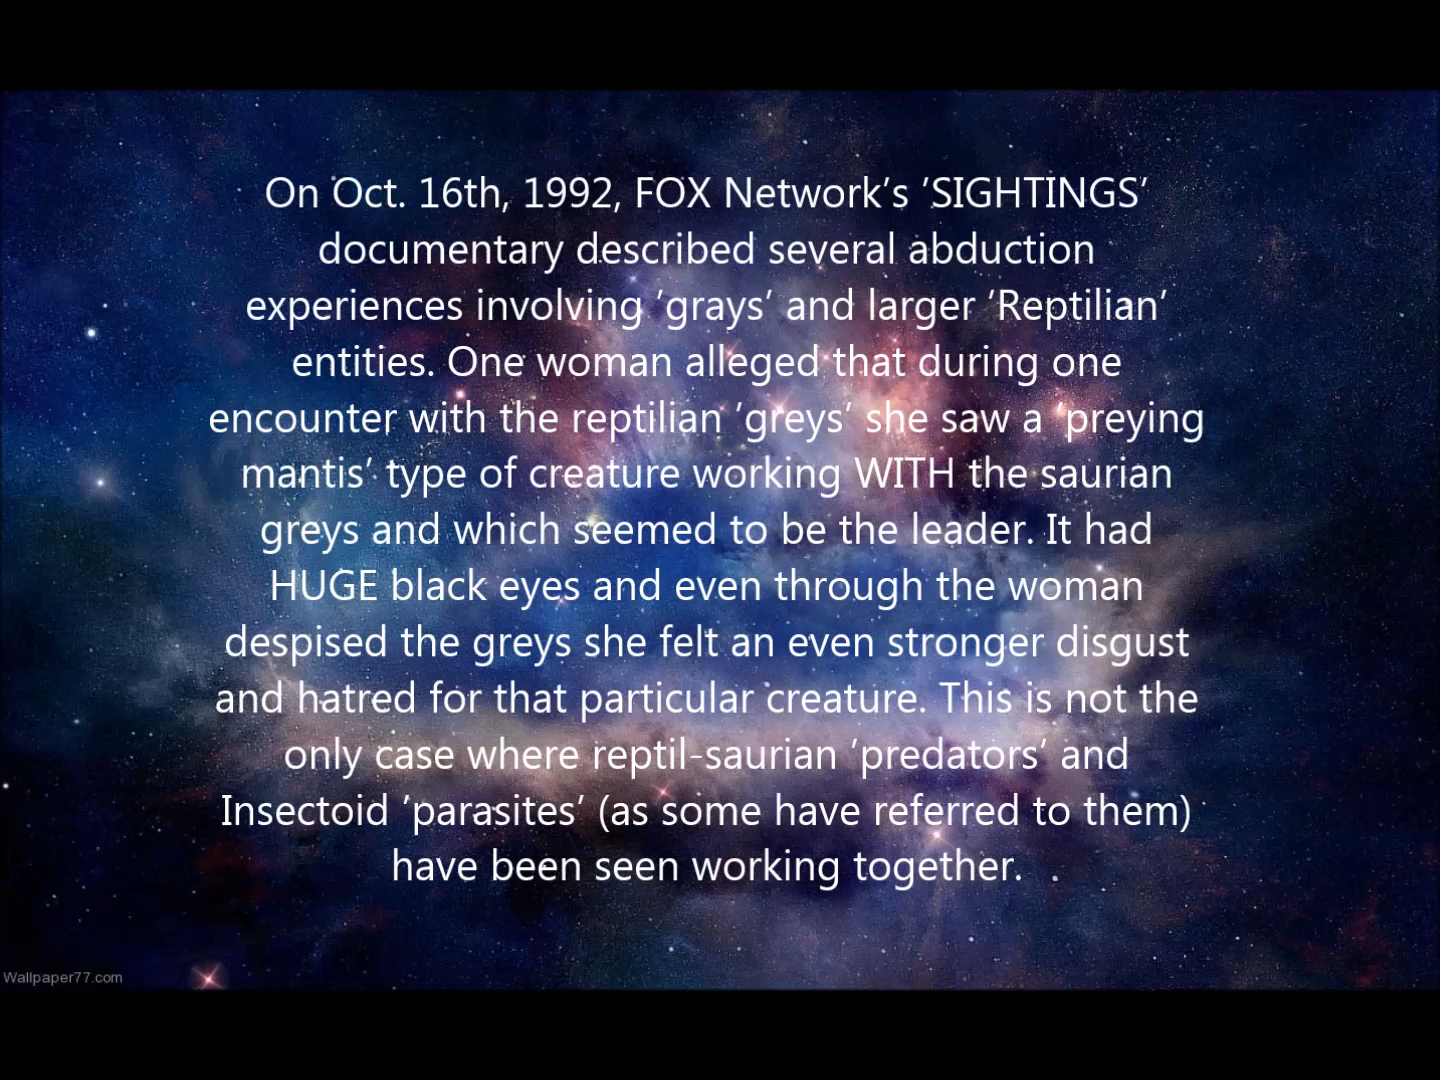 On Oct. 16th, 1992, FOX Network's 'SIGHTINGS'
documentary described several abduction
experiences involving 'grays' and larger 'Reptilian'
entities. One woman alleged that during one
encounter with the reptilian 'greys' she saw a 'preying
mantis' type of creature working WITH the saurian
greys and which seemed to be the leader. It had
HUGE black eyes and even through the woman
despised the greys she felt an even stronger disgust
and hatred for that particular creature. This is not the
only case where reptil-saurian 'predators' and
Insectoid 'parasites' (as some have referred to them)
have been seen working together.
Wallpaper77.com